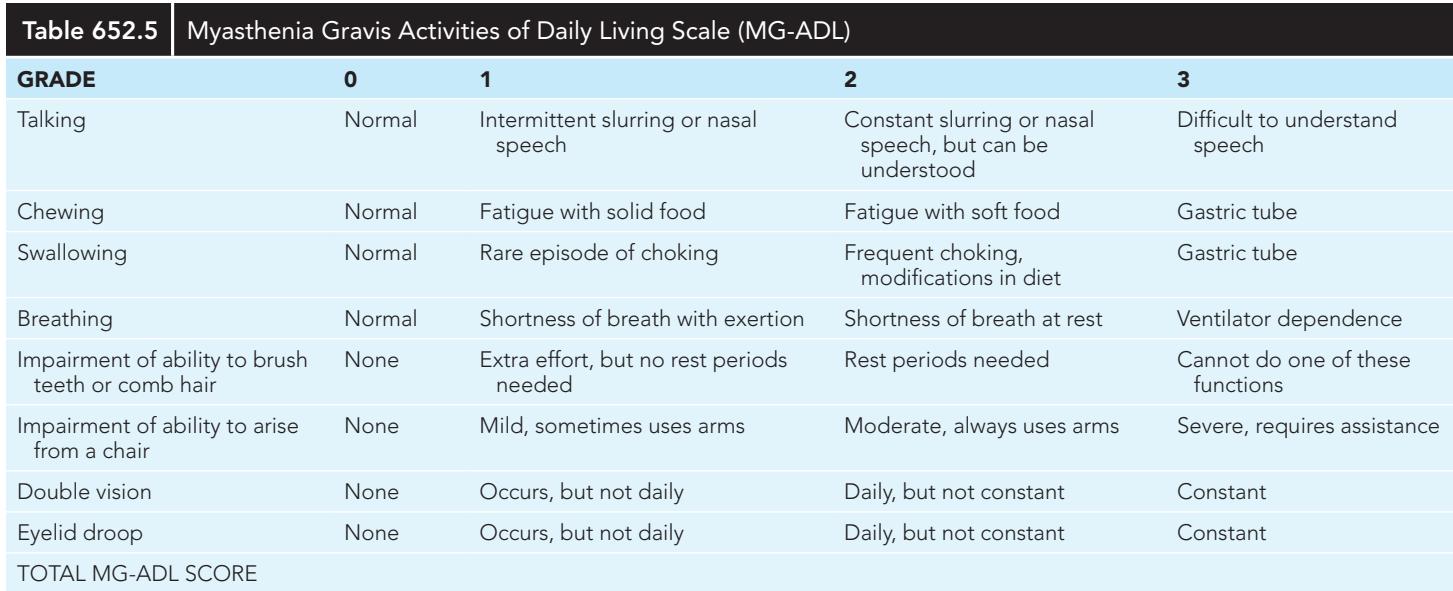 Table 652.5 Myasthenia Gravis Activities of Daily Living Scale (MG-ADL)
GRADE 0 1 2 3
Talking Normal Intermittent slurring or nasal speech Constant slurring or nasal speech, but can be understood Difficult to understand speech
Chewing Normal Fatigue with solid food Fatigue with soft food Gastric tube
Swallowing Normal Rare episode of choking Frequent choking, modifications in diet Gastric tube
Breathing Normal Shortness of breath with exertion Shortness of breath at rest Ventilator dependence
Impairment of ability to brush teeth or comb hair None Extra effort, but no rest periods needed Rest periods needed Cannot do one of these functions
Impairment of ability to arise from a chair None Mild, sometimes uses arms Moderate, always uses arms Severe, requires assistance
Double vision None Occurs, but not daily Daily, but not constant Constant
Eyelid droop None Occurs, but not daily Daily, but not constant Constant
TOTAL MG-ADL SCORE